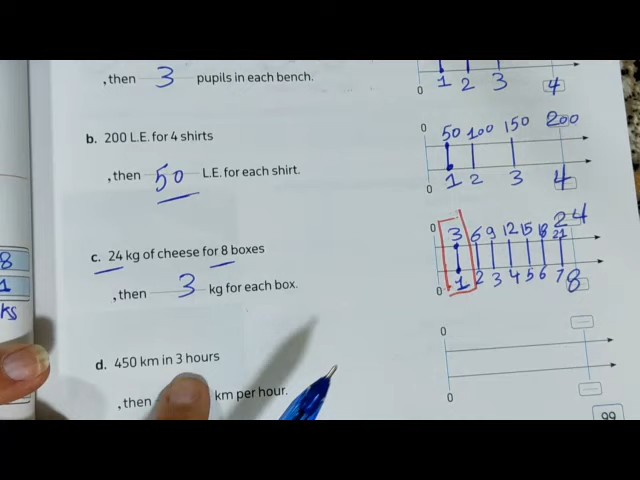 , then 3 pupils in each bench.
0 1 2 3 4
b. 200 L.E. for 4 shirts
0 50 100 150 200
, then 50 L.E. for each shirt.
0 1 2 3 4
c. 24 kg of cheese for 8 boxes
0 3 6 9 12 15 18 21 24
, then 3 kg for each box.
0 1 2 3 4 5 6 7 8
8
1
ks
d. 450 km in 3 hours
0
, then km per hour.
0
99